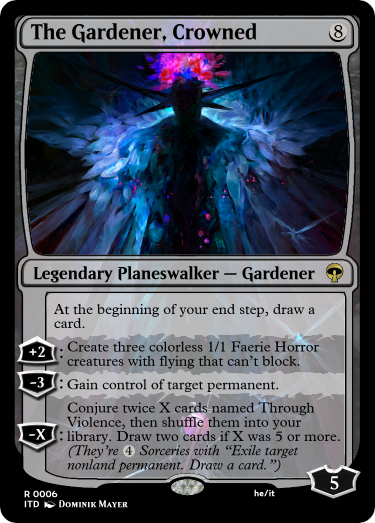 The Gardener, Crowned 8
Legendary Planeswalker — Gardener
At the beginning of your end step, draw a
card.
+2 : Create three colorless 1/1 Faerie Horror
creatures with flying that can't block.
-3 : Gain control of target permanent.
Conjure twice X cards named Through
Violence, then shuffle them into your
-X : library. Draw two cards if X was 5 or more.
(They're 4 Sorceries with "Exile target
nonland permanent. Draw a card.")
5
R 0006 he/it
ITD Dominik Mayer